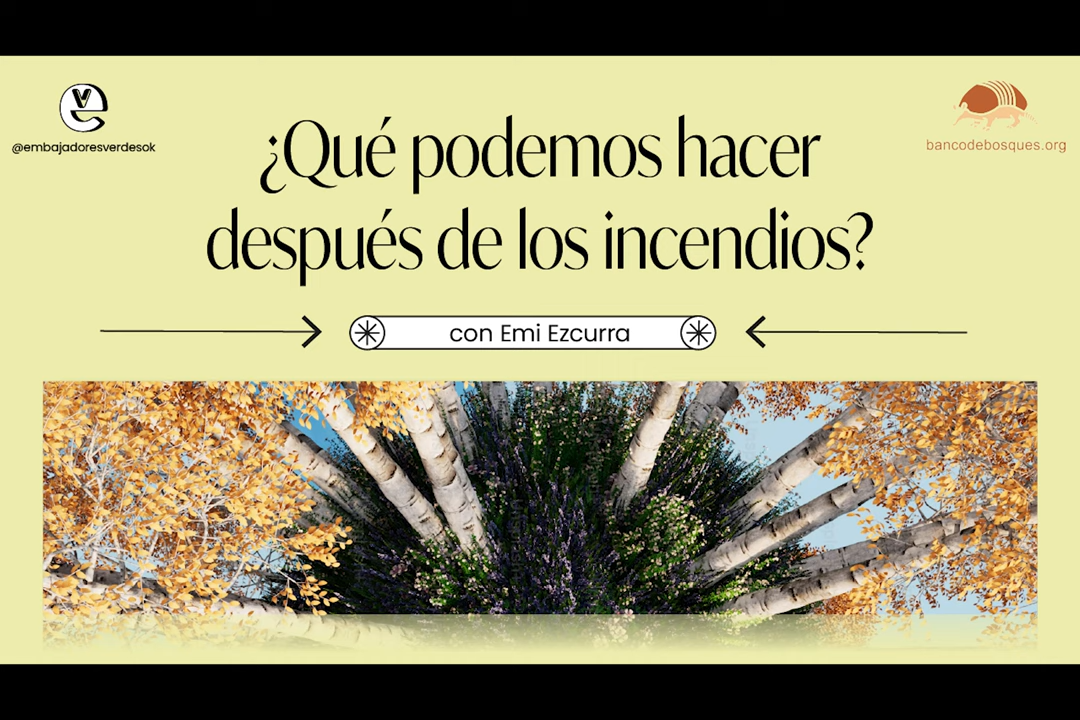 @embajadoresverdesok
bancodebosques.org
¿Qué podemos hacer
después de los incendios?
con Emi Ezcurra